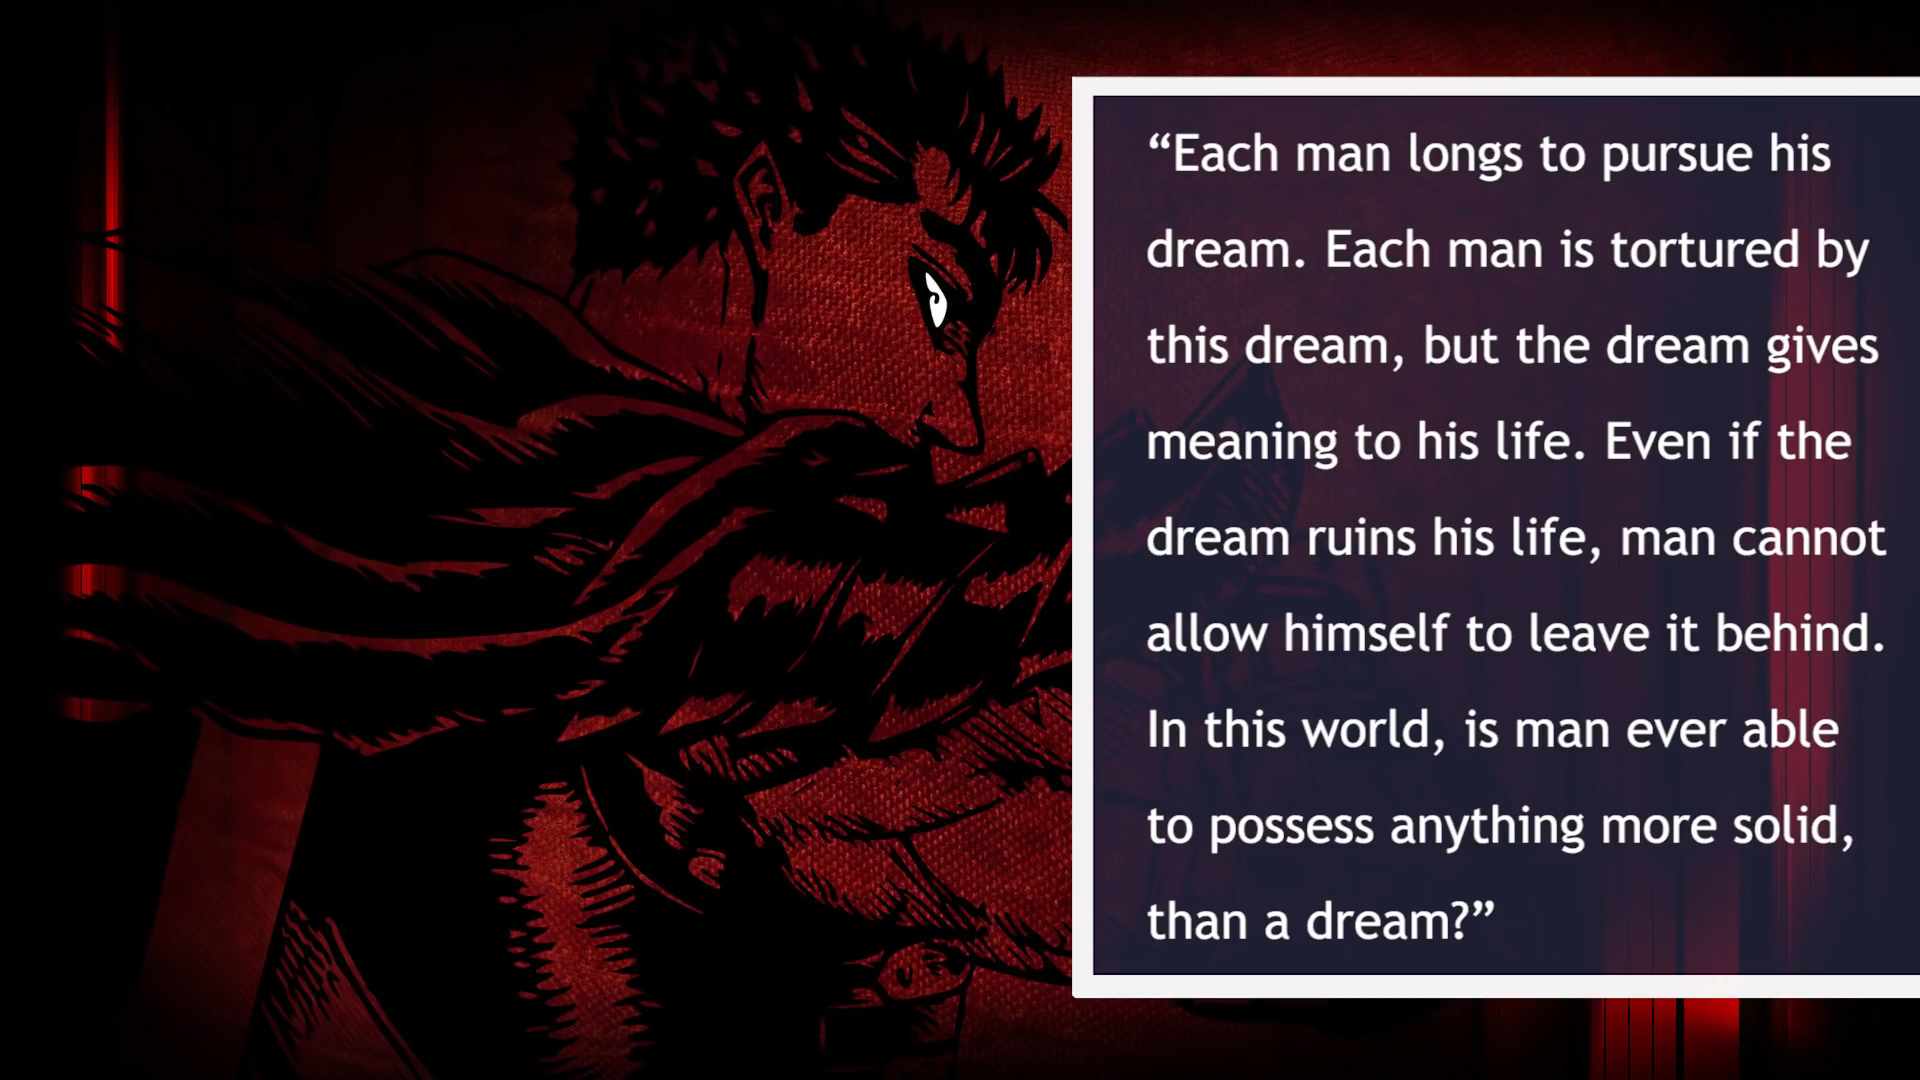 “Each man longs to pursue his
dream. Each man is tortured by
this dream, but the dream gives
meaning to his life. Even if the
dream ruins his life, man cannot
allow himself to leave it behind.
In this world, is man ever able
to possess anything more solid,
than a dream?”